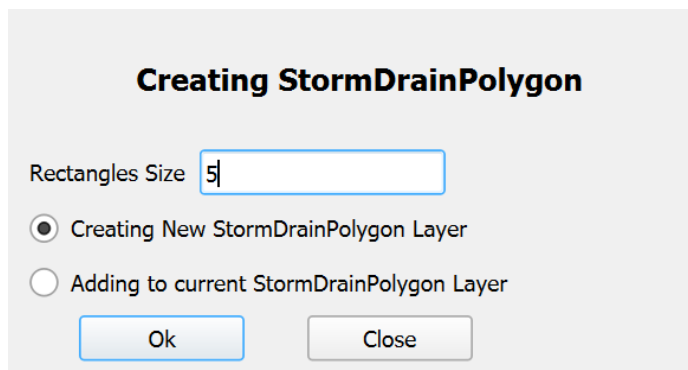 Creating StormDrainPolygon
Rectangles Size 5
Creating New StormDrainPolygon Layer
Adding to current StormDrainPolygon Layer
Ok Close